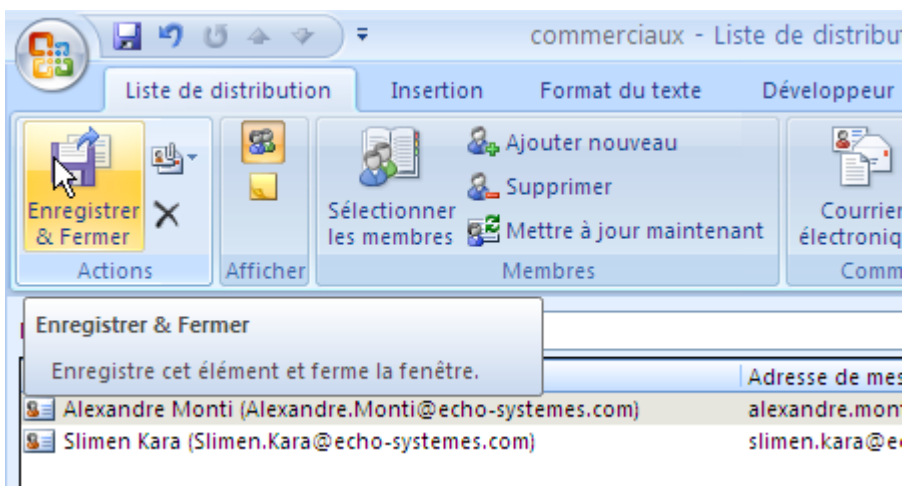 commerciaux - Liste de distribu
Liste de distribution Insertion Format du texte Développeur
Ajouter nouveau
Supprimer
Enregistrer & Fermer
Sélectionner les membres
Mettre à jour maintenant
Courrier électroniq
Actions Afficher Membres Comm
Enregistrer & Fermer
Enregistre cet élément et ferme la fenêtre.
Adresse de mes
Alexandre Monti (Alexandre.Monti@echo-systemes.com) alexandre.mont
Slimen Kara (Slimen.Kara@echo-systemes.com) slimen.kara@e